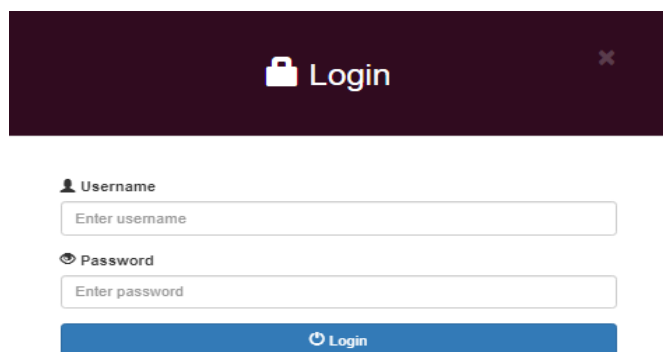 Login
Username
Enter username
Password
Enter password
Login